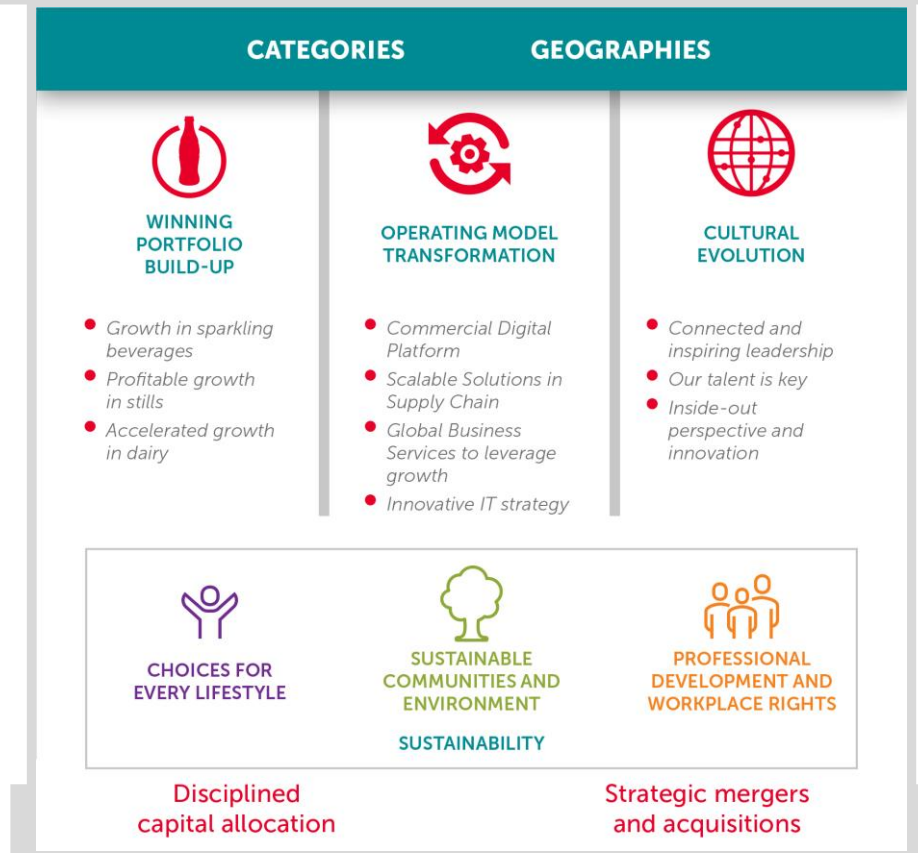 CATEGORIES GEOGRAPHIES
WINNING
PORTFOLIO
BUILD-UP
Growth in sparkling
beverages
Profitable growth
in stills
Accelerated growth
in dairy
OPERATING MODEL
TRANSFORMATION
Commercial Digital
Platform
Scalable Solutions in
Supply Chain
Global Business
Services to leverage
growth
Innovative IT strategy
CULTURAL
EVOLUTION
Connected and
inspiring leadership
Our talent is key
Inside-out
perspective and
innovation
CHOICES FOR
EVERY LIFESTYLE
SUSTAINABLE
COMMUNITIES AND
ENVIRONMENT
PROFESSIONAL
DEVELOPMENT AND
WORKPLACE RIGHTS
SUSTAINABILITY
Disciplined
capital allocation
Strategic mergers
and acquisitions